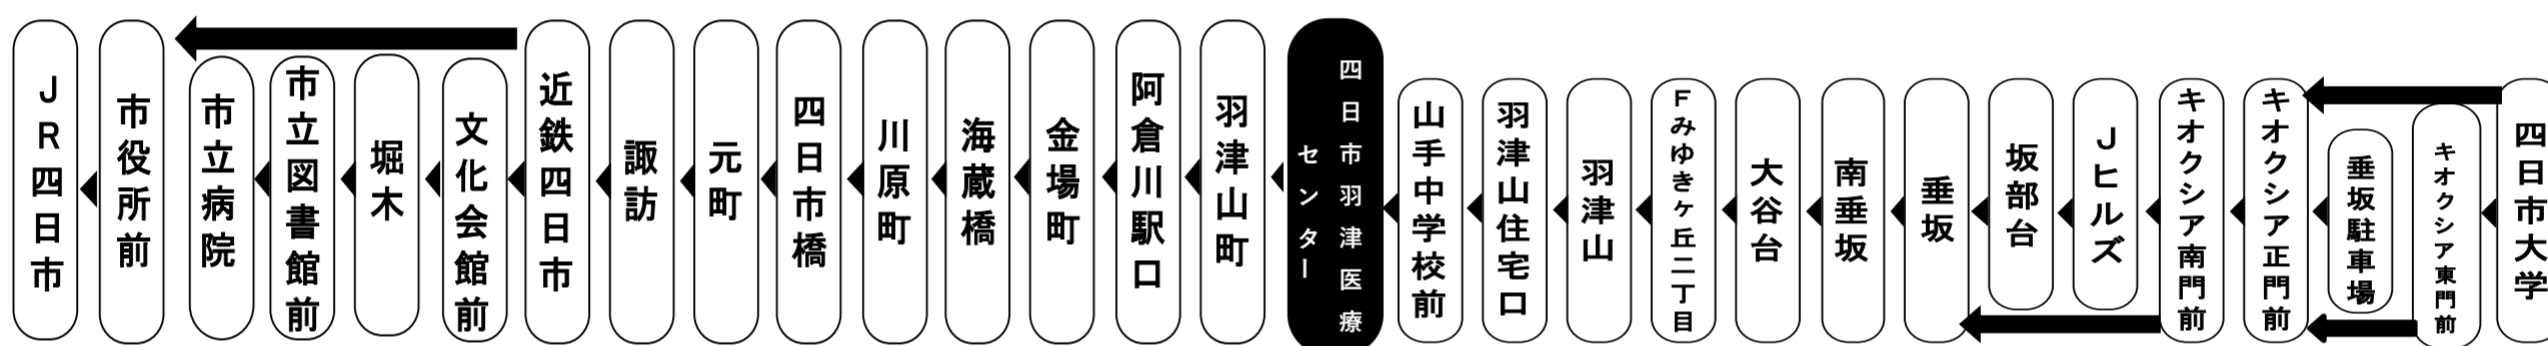 JR四日市
市役所前
市立病院
市立図書館前
堀木
文化会館前
近鉄四日市
諏訪
元町
四日市橋
川原町
海蔵橋
金場町
阿倉川駅口
羽津山町
四日市羽津医療
センター
山手中学校前
羽津山住宅口
羽津山
Fみゆきヶ丘二丁目
大谷台
南垂坂
垂坂
坂部台
Jヒルズ
キオクシア南門前
キオクシア正門前
垂坂駐車場
キオクシア東門前
四日市大学